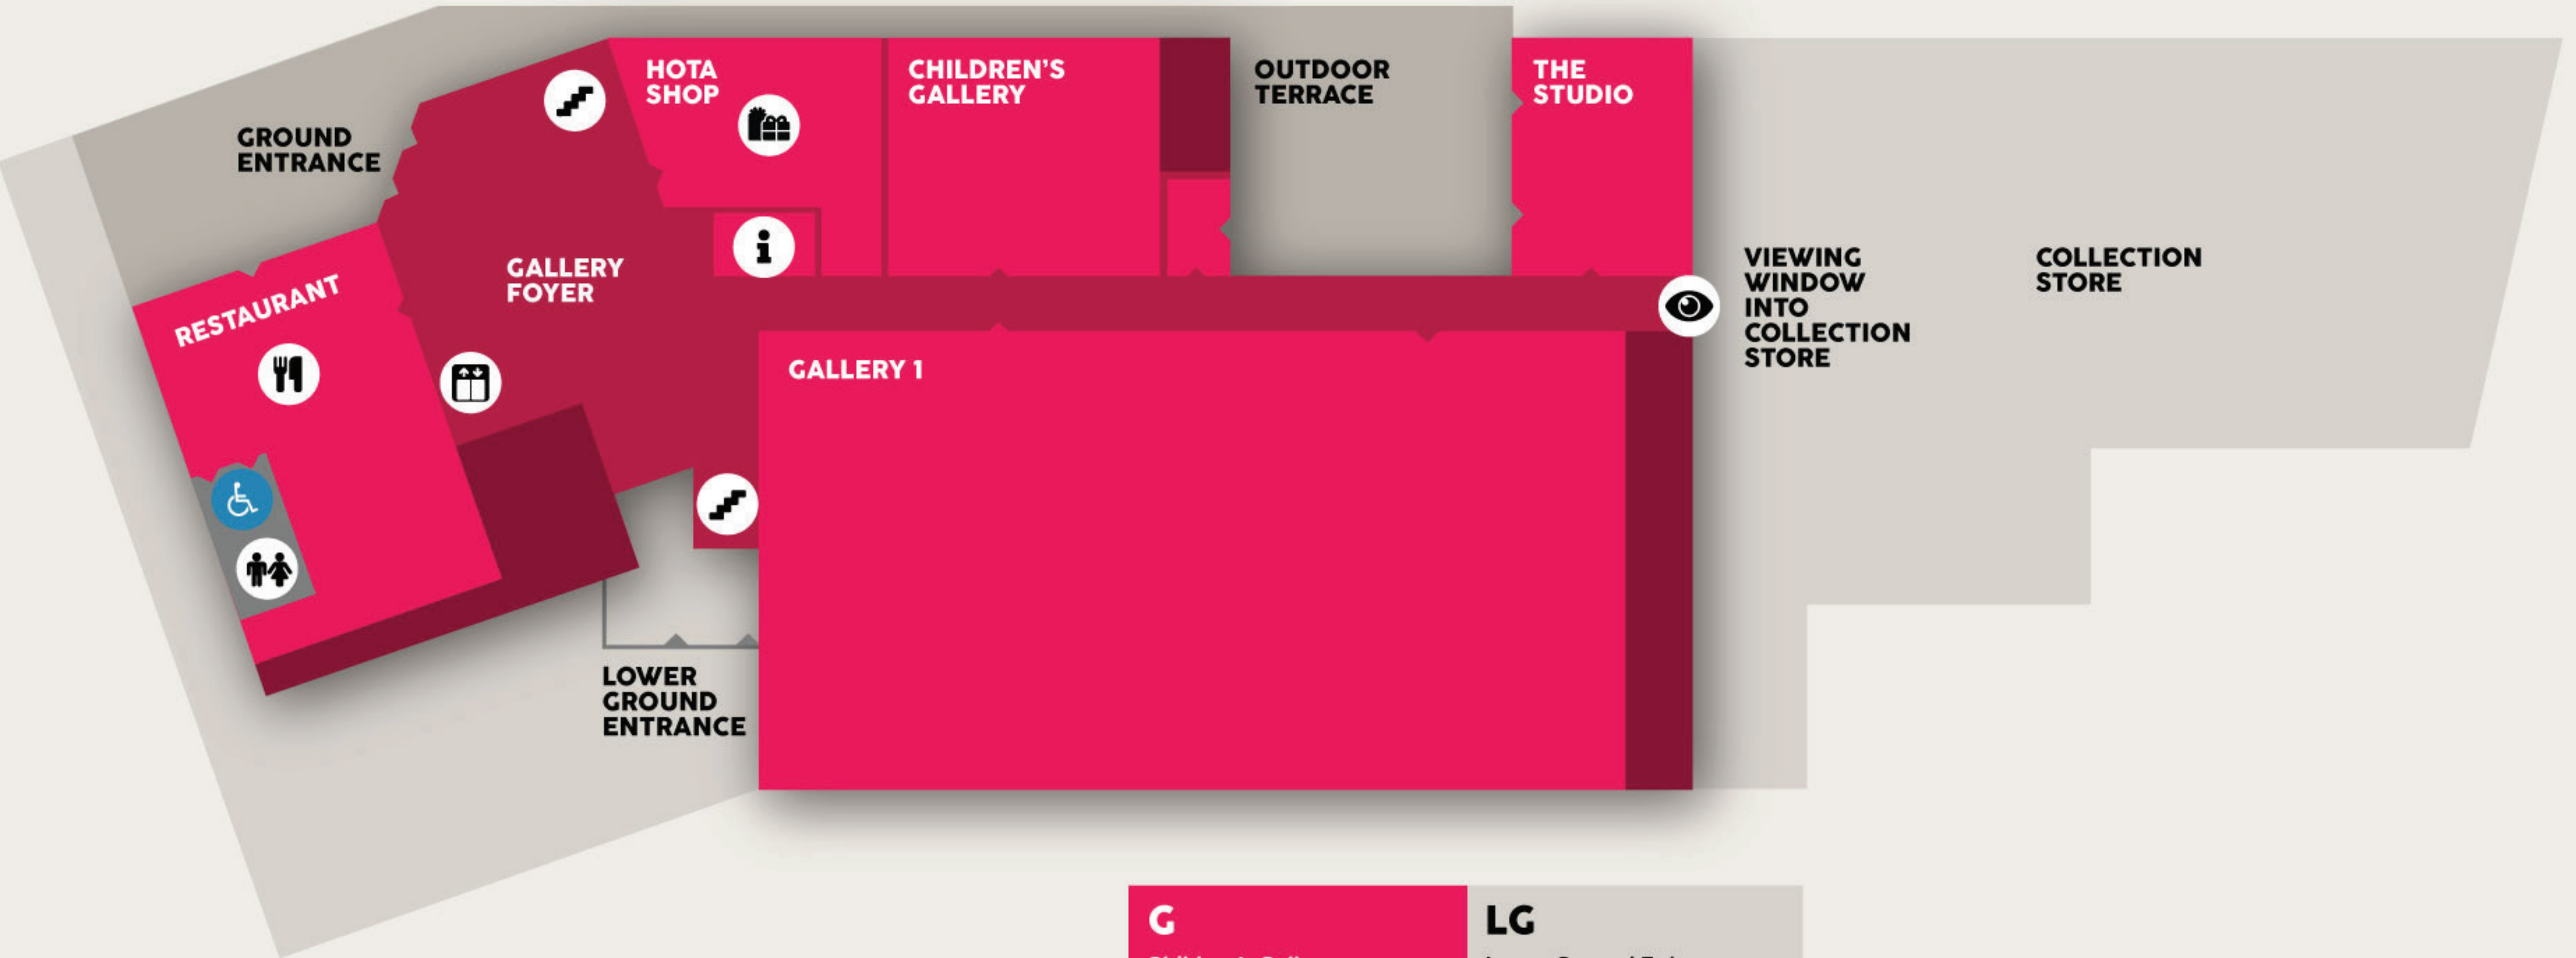 HOTA
SHOP
CHILDREN'S
GALLERY
OUTDOOR
TERRACE
THE
STUDIO
GROUND
ENTRANCE
GALLERY
FOYER
RESTAURANT
VIEWING
WINDOW
INTO
COLLECTION
STORE
COLLECTION
STORE
GALLERY 1
LOWER
GROUND
ENTRANCE
G
LG